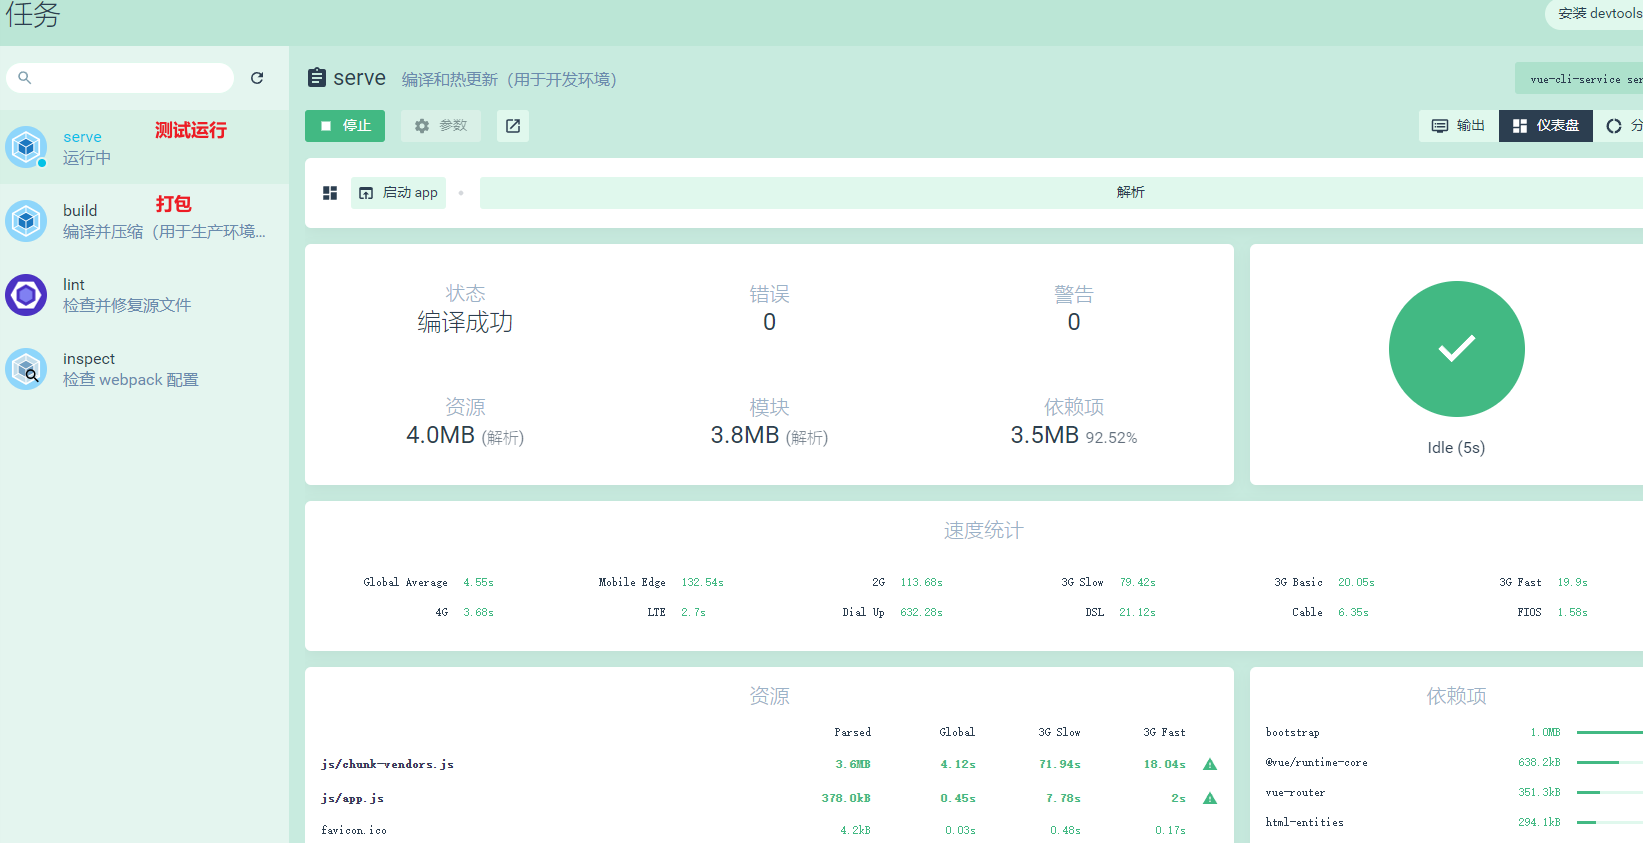 任务
安装 devtools
serve
测试运行
运行中
build
打包
编译并压缩（用于生产环境...
lint
检查并修复源文件
inspect
检查 webpack 配置
serve 编译和热更新（用于开发环境）
vue-cli-service ser
停止 参数
输出 仪表盘 分
启动 app
解析
状态 错误 警告
编译成功 0 0
资源 模块 依赖项
4.0MB (解析) 3.8MB (解析) 3.5MB 92.52%
Idle (5s)
速度统计
Global Average 4.55s Mobile Edge 132.54s 2G 113.68s 3G Slow 79.42s 3G Basic 20.05s 3G Fast 19.9s
4G 3.68s LTE 2.7s Dial Up 632.28s DSL 21.12s Cable 6.35s FIOS 1.58s
资源
Parsed Global 3G Slow 3G Fast
js/chunk-vendors.js 3.6MB 4.12s 71.94s 18.04s
js/app.js 378.0kB 0.45s 7.78s 2s
favicon.ico 4.2kB 0.03s 0.48s 0.17s
依赖项
bootstrap 1.0MB
@vue/runtime-core 638.2kB
vue-router 351.3kB
html-entities 294.1kB